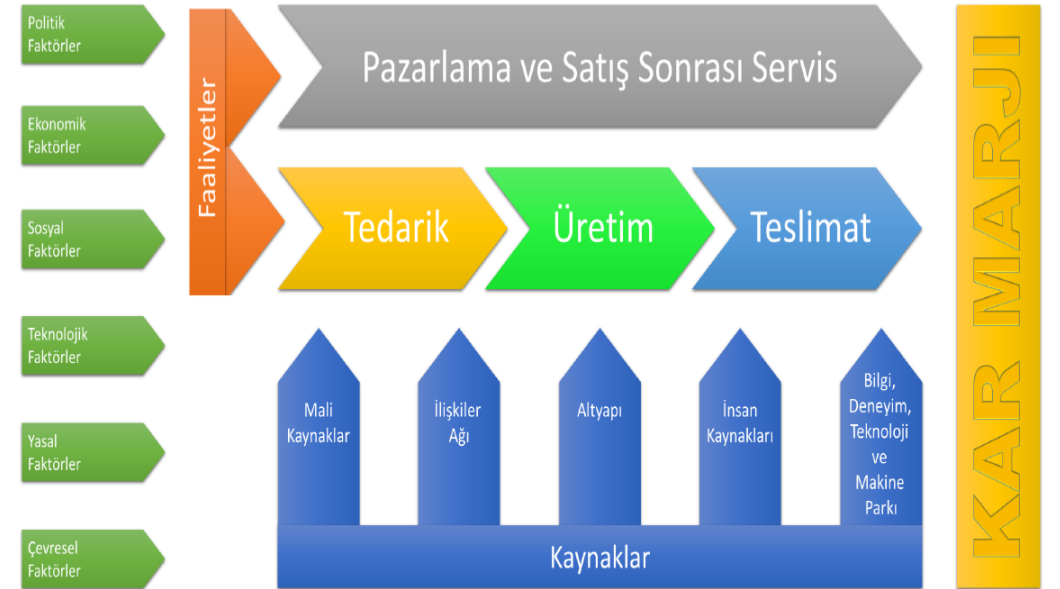 Politik
Faktörler
Ekonomik
Faktörler
Sosyal
Faktörler
Teknolojik
Faktörler
Yasal
Faktörler
Çevresel
Faktörler
Faaliyetler
Pazarlama ve Satış Sonrası Servis
Tedarik
Üretim
Teslimat
Mali
Kaynaklar
İlişkiler
Ağı
Altyapı
İnsan
Kaynakları
Bilgi,
Deneyim,
Teknoloji
ve
Makine
Parkı
Kaynaklar
KAR MARJI